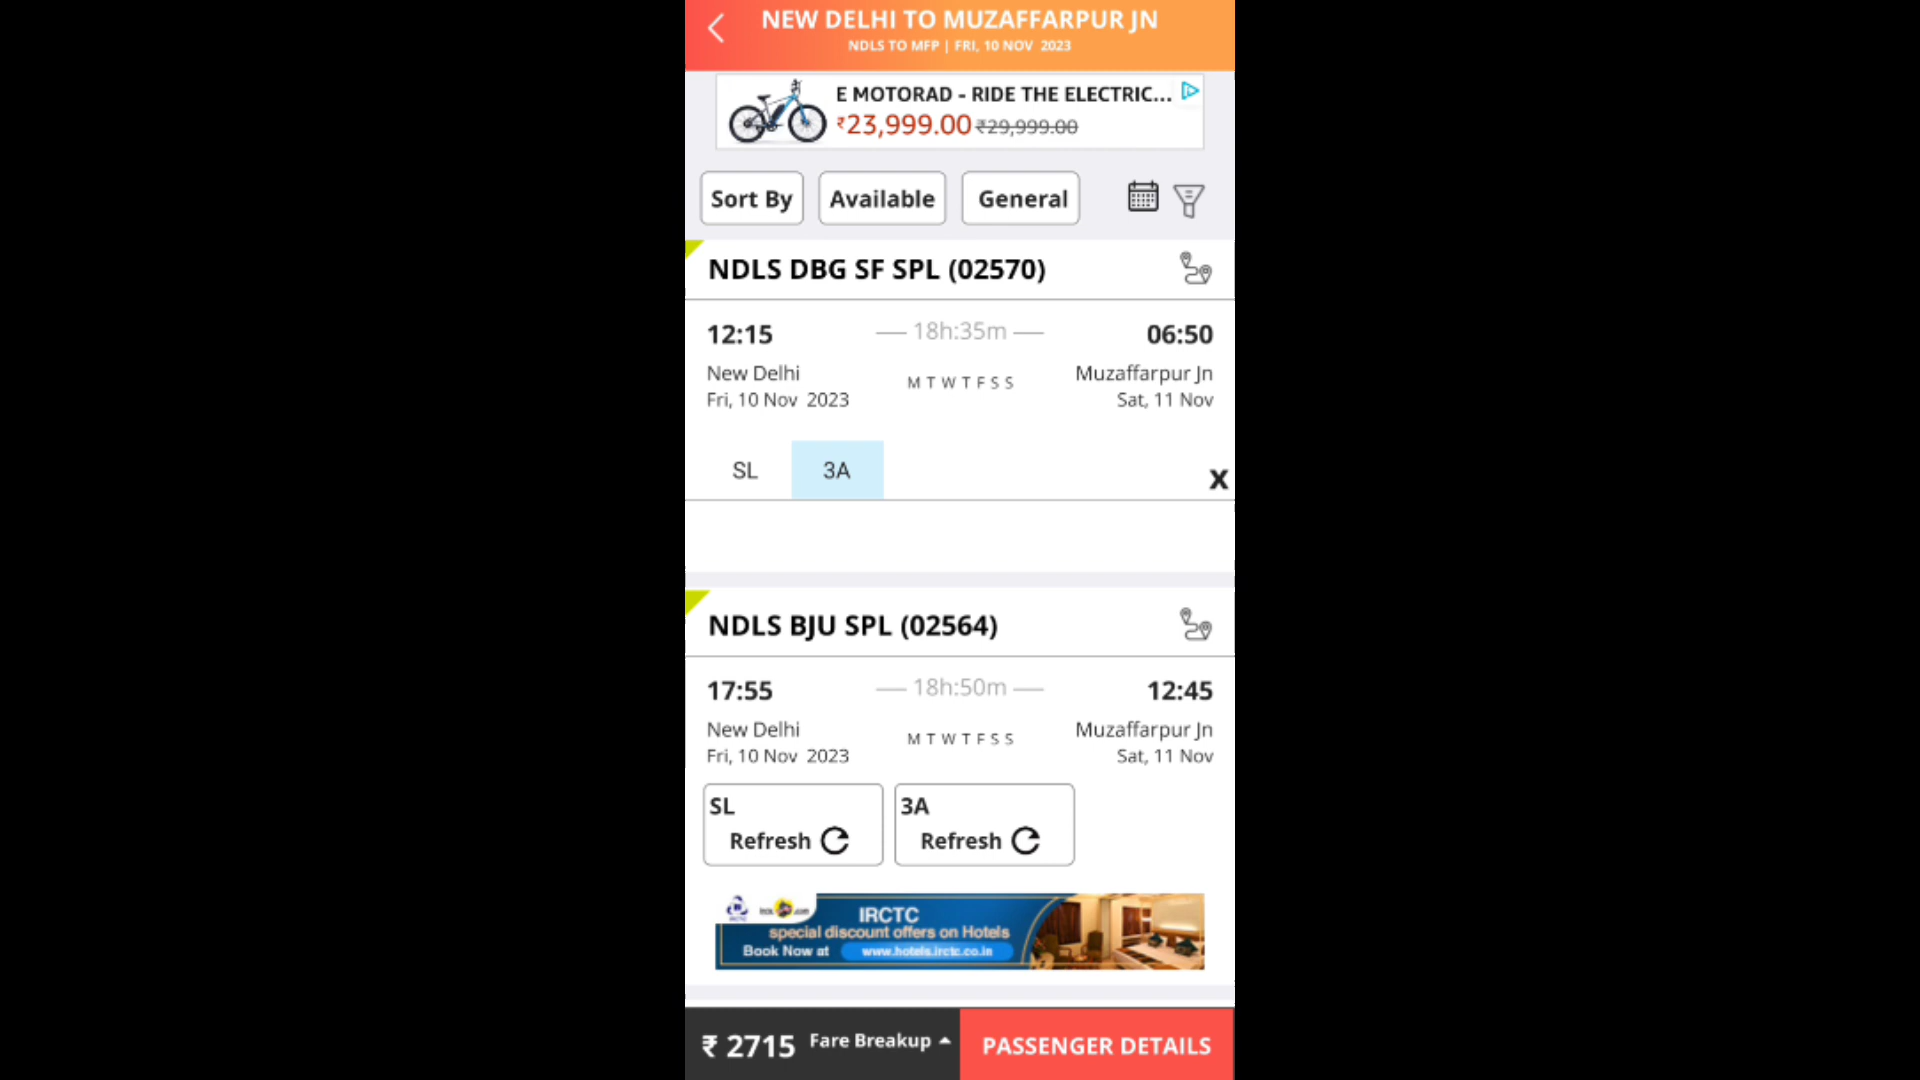 NEW DELHI TO MUZAFFARPUR JN
NDLS TO MFP | FRI, 10 NOV 2023
E MOTORAD - RIDE THE ELECTRIC...
₹23,999.00 ₹29,999.00
Sort By Available General
NDLS DBG SF SPL (02570)
12:15 — 18h:35m — 06:50
New Delhi M T W T F S S Muzaffarpur Jn
Fri, 10 Nov 2023 Sat, 11 Nov
SL 3A X
NDLS BJU SPL (02564)
17:55 — 18h:50m — 12:45
New Delhi M T W T F S S Muzaffarpur Jn
Fri, 10 Nov 2023 Sat, 11 Nov
SL 3A
Refresh Refresh
IRCTC
special discount offers on Hotels
Book Now at www.hotels.irctc.co.in
₹ 2715 Fare Breakup PASSENGER DETAILS